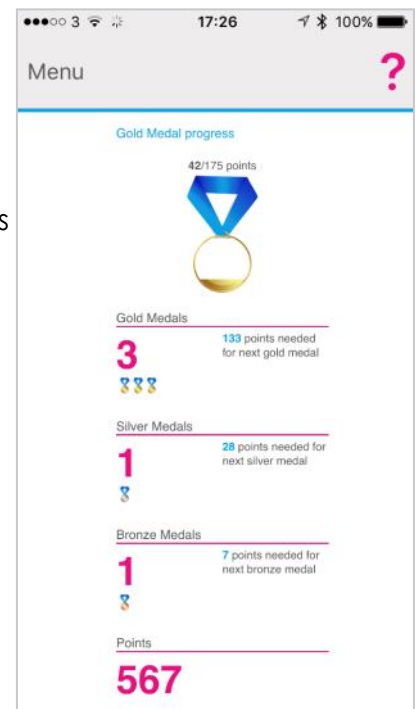 3 17:26 100%
Menu ?
Gold Medal progress
42/175 points
S
Gold Medals
3
133 points needed
for next gold medal
Silver Medals
1
28 points needed for
next silver medal
Bronze Medals
1
7 points needed for
next bronze medal
Points
567